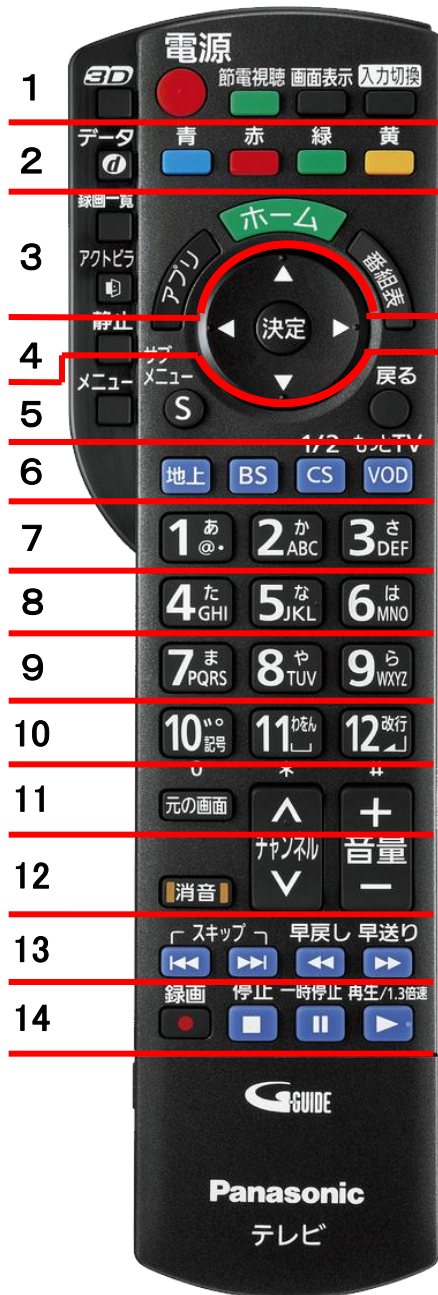 電源
3D 節電視聴 画面表示 入力切換
1
データ 青 赤 緑 黄
2 d
録画一覧 ホーム
3 アクトビラ アプリ 番組表
静止 決定
4 サブ
メニュー メニュー 戻る
5 S
1/2 もっとTV
6 地上 BS CS VOD
7 1あ@. 2かABC 3さDEF
8 4たGHI 5なJKL 6はMNO
9 7まPQRS 8やTUV 9らWXYZ
10 10゛゜記号 11わをん 12改行
* #
11 元の画面 ∧ +
チャンネル 音量
12 消音 ∨ −
スキップ 早戻し 早送り
13
録画 停止 一時停止 再生/1.3倍速
14
G-GUIDE
Panasonic
テレビ